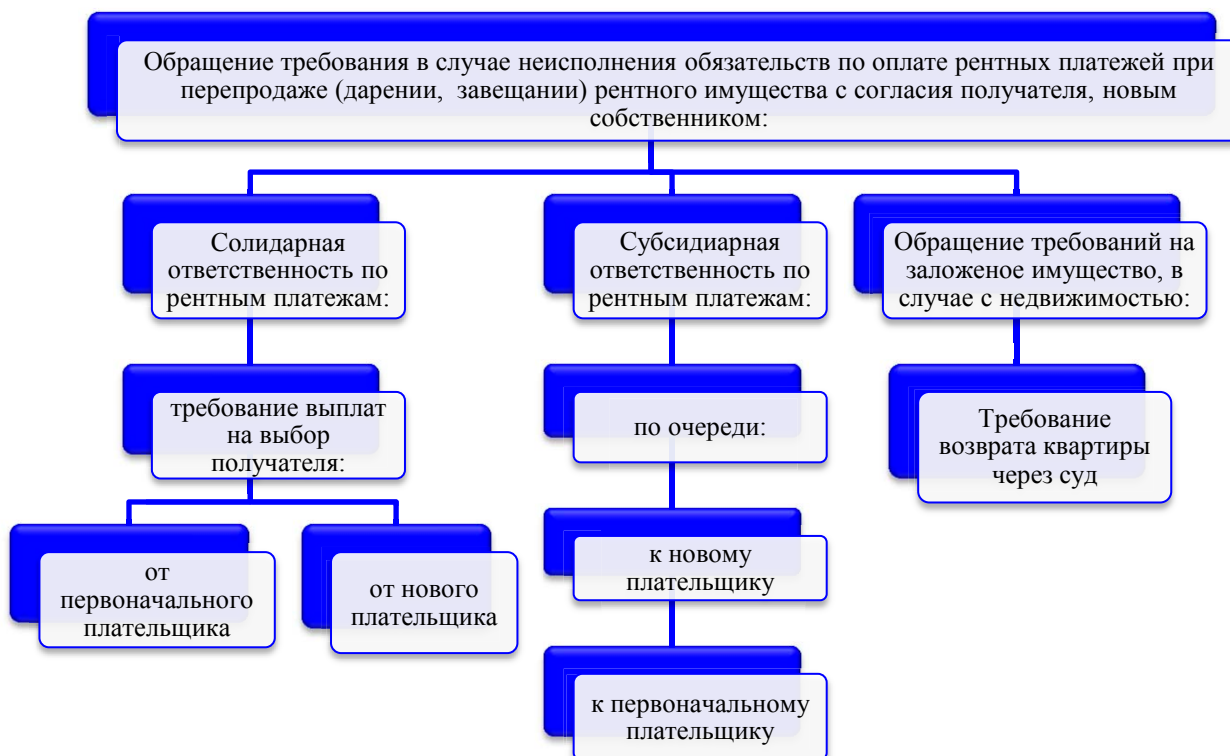 Обращение требования в случае неисполнения обязательств по оплате рентных платежей при
перепродаже (дарении, завещании) рентного имущества с согласия получателя, новым
собственником:
Солидарная
ответственность по
рентным платежам:
требование выплат
на выбор
получателя:
от
первоначального
плательщика
от нового
плательщика
Субсидиарная
ответственность по
рентным платежам:
по очереди:
к новому
плательщику
к первоначальному
плательщику
Обращение требований на
заложеное имущество, в
случае с недвижимостью:
Требование
возврата квартиры
через суд